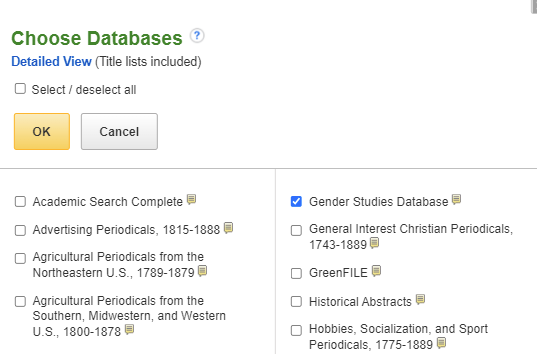 Choose Databases ?
Detailed View (Title lists included)
Select / deselect all
OK
Cancel
Academic Search Complete
Advertising Periodicals, 1815-1888
Agricultural Periodicals from the
Northeastern U.S., 1789-1879
Agricultural Periodicals from the
Southern, Midwestern, and Western
U.S., 1800-1878
Gender Studies Database
General Interest Christian Periodicals,
1743-1889
GreenFILE
Historical Abstracts
Hobbies, Socialization, and Sport
Periodicals, 1775-1889